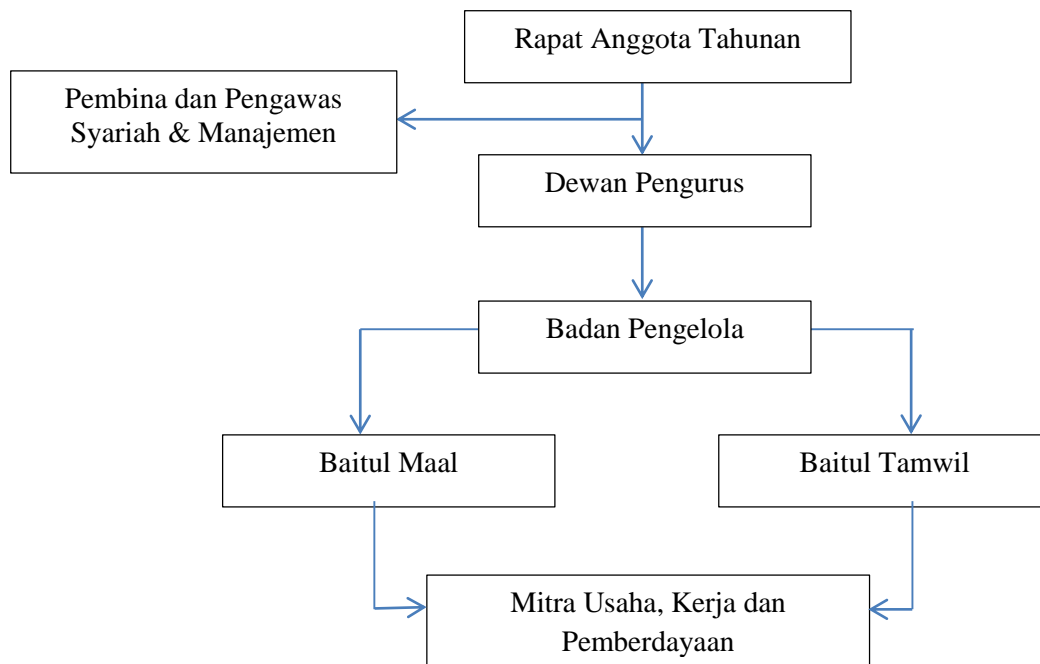 Rapat Anggota Tahunan
Pembina dan Pengawas
Syariah & Manajemen
Dewan Pengurus
Badan Pengelola
Baitul Maal
Baitul Tamwil
Mitra Usaha, Kerja dan
Pemberdayaan